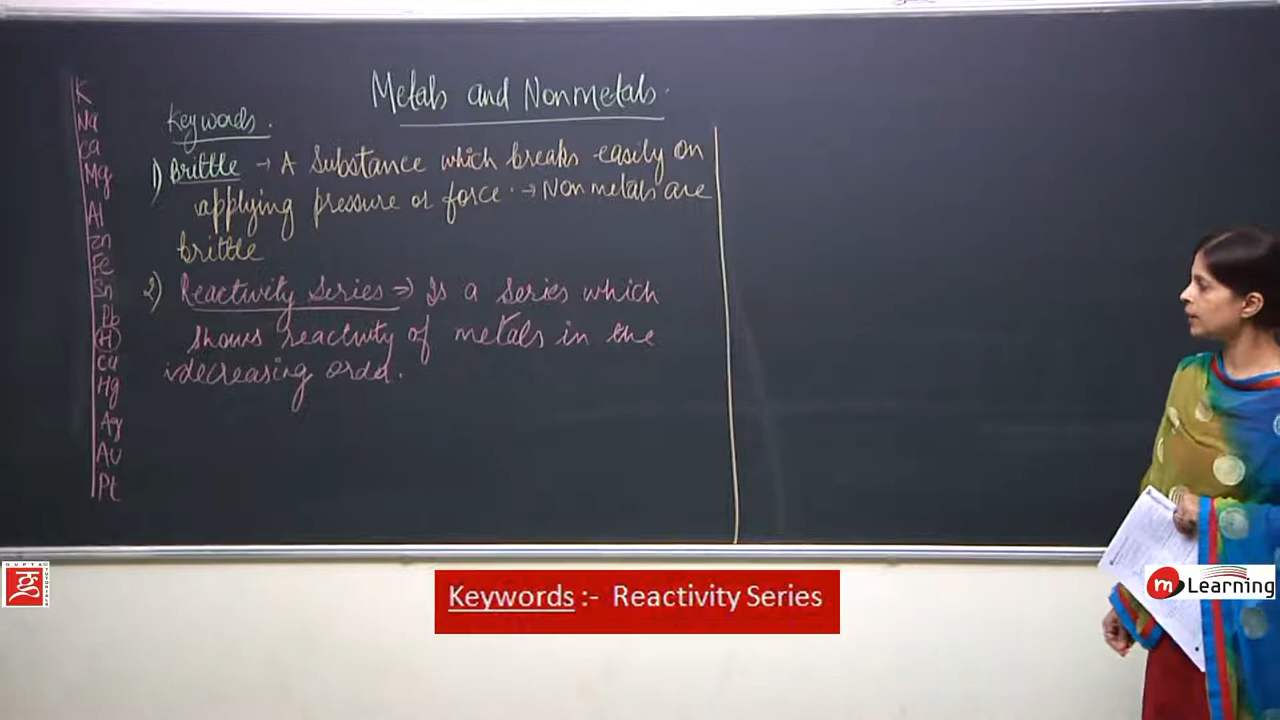 Metals and Nonmetals.
Keywords.
1) Brittle → A Substance which breaks easily on
applying pressure or force. → Non metals are
brittle
2) Reactivity Series → Is a series which
shows reactivity of metals in the
decreasing order.
K
Na
Ca
Mg
Al
Zn
Fe
Sn
Pb
H
Cu
Hg
Ag
Au
Pt
GUPTA
TUTORIALS
m Learning
Keywords :- Reactivity Series